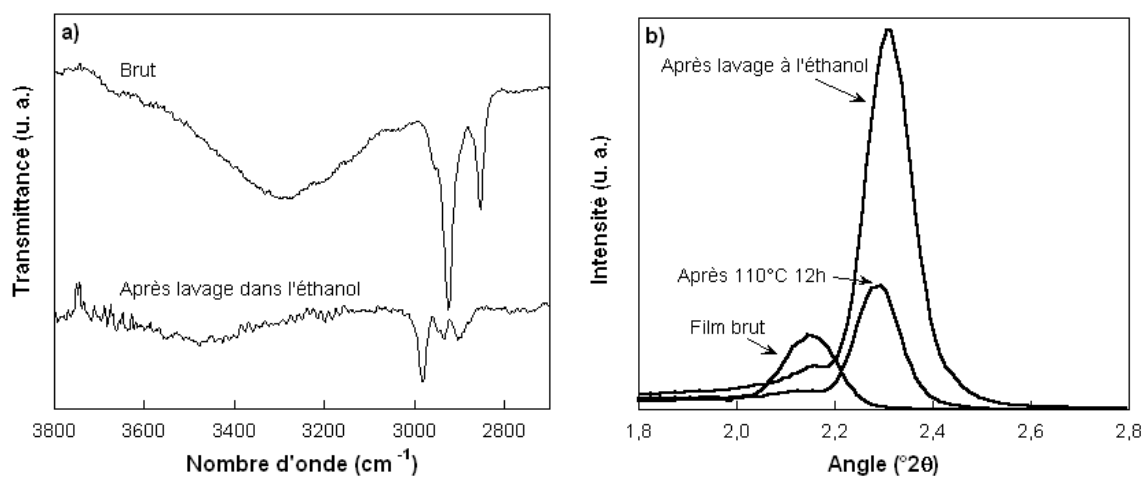 a)
Brut
Après lavage dans l'éthanol
Transmittance (u. a.)
3800 3600 3400 3200 3000 2800
Nombre d'onde (cm⁻¹)
b)
Après lavage à l'éthanol
Après 110°C 12h
Film brut
Intensité (u. a.)
1,8 2,0 2,2 2,4 2,6 2,8
Angle (°2θ)